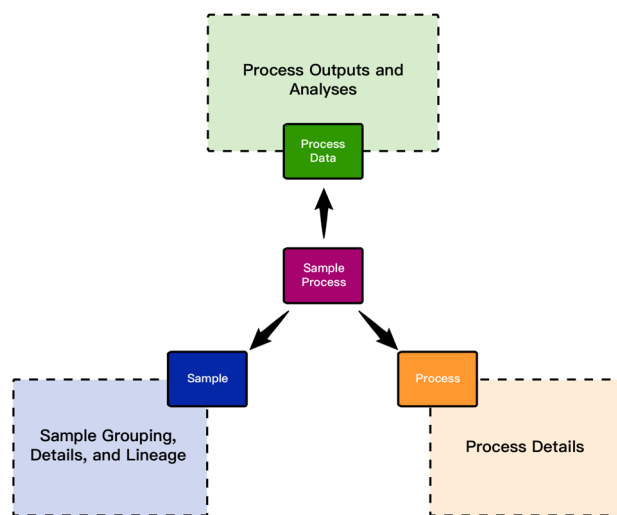 Process Outputs and
Analyses
Process
Data
Sample
Process
Sample
Process
Sample Grouping,
Details, and Lineage
Process Details